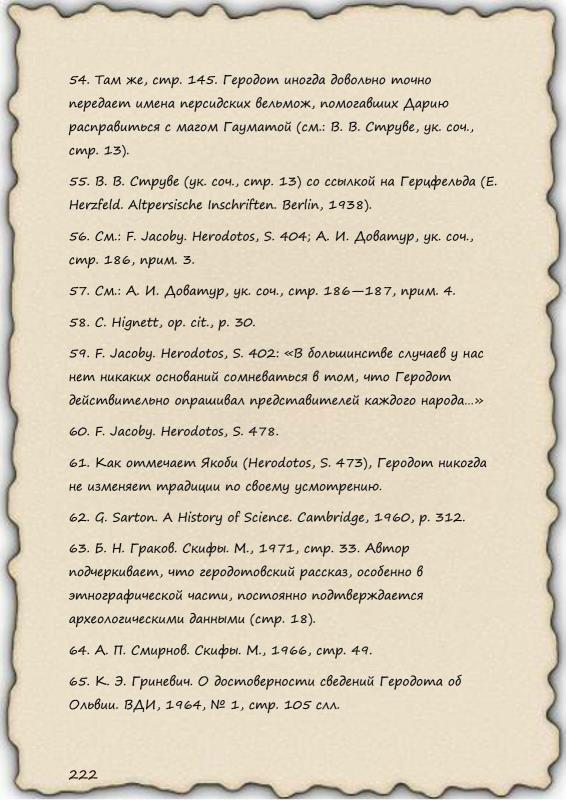 54. Там же, стр. 145. Геродот иногда довольно точно
передает имена персидских вельмож, помогавших Дарию
расправиться с магом Гауматой (см.: В. В. Струве, ук. соч.,
стр. 13).
55. В. В. Струве (ук. соч., стр. 13) со ссылкой на Герцфельда (E.
Herzfeld. Altpersische Inschriften. Berlin, 1938).
56. См.: F. Jacoby. Herodotos, S. 404; А. И. Доватур, ук. соч.,
стр. 186, прим. 3.
57. См.: А. И. Доватур, ук. соч., стр. 186—187, прим. 4.
58. C. Hignett, op. cit., p. 30.
59. F. Jacoby. Herodotos, S. 402: «В большинстве случаев у нас
нет никаких оснований сомневаться в том, что Геродот
действительно опрашивал представителей каждого народа...»
60. F. Jacoby. Herodotos, S. 478.
61. Как отмечает Якоби (Herodotos, S. 473), Геродот никогда
не изменяет традиции по своему усмотрению.
62. G. Sarton. A History of Science. Cambridge, 1960, p. 312.
63. Б. Н. Граков. Скифы. М., 1971, стр. 33. Автор
подчеркивает, что геродотовский рассказ, особенно в
этнографической части, постоянно подтверждается
археологическими данными (стр. 18).
64. А. П. Смирнов. Скифы. М., 1966, стр. 49.
65. К. Э. Гриневич. О достоверности сведений Геродота об
Ольвии. ВДИ, 1964, № 1, стр. 105 слл.
222